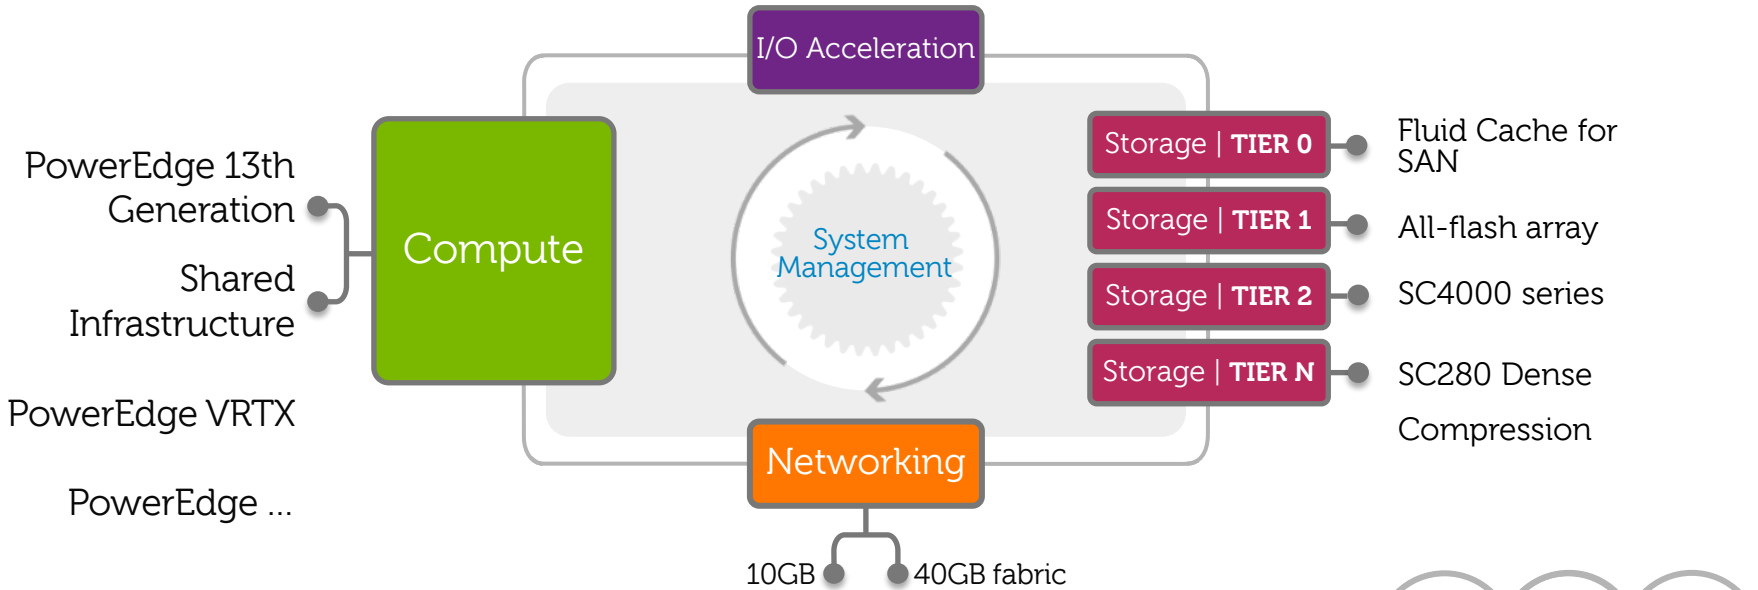 I/O Acceleration
PowerEdge 13th
Generation
Shared
Infrastructure
PowerEdge VRTX
PowerEdge ...
Compute
System
Management
Storage | TIER 0
Fluid Cache for
SAN
Storage | TIER 1
All-flash array
Storage | TIER 2
SC4000 series
Storage | TIER N
SC280 Dense
Compression
Networking
10GB
40GB fabric